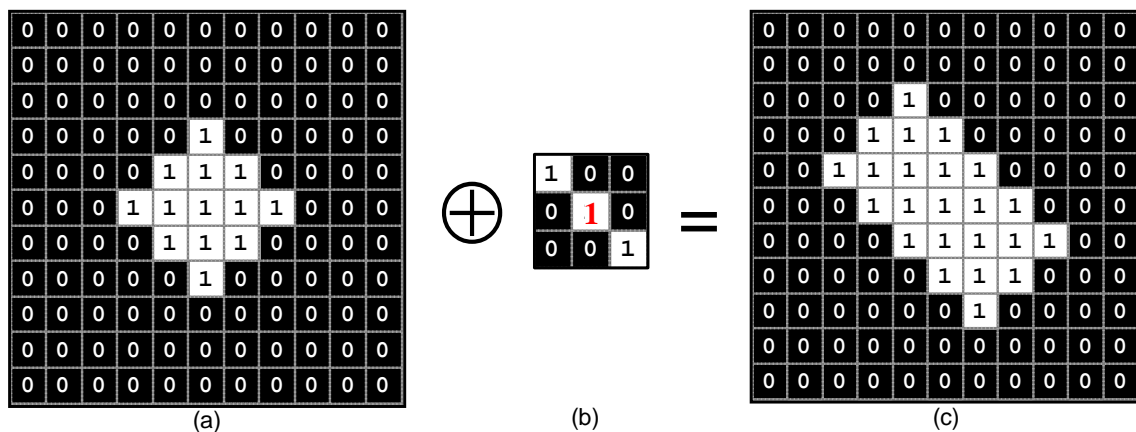 0 0 0 0 0 0 0 0 0 0 0
0 0 0 0 0 0 0 0 0 0 0
0 0 0 0 0 0 0 0 0 0 0
0 0 0 0 0 1 0 0 0 0 0
0 0 0 0 1 1 1 0 0 0 0
0 0 0 1 1 1 1 1 0 0 0
0 0 0 0 1 1 1 0 0 0 0
0 0 0 0 0 1 0 0 0 0 0
0 0 0 0 0 0 0 0 0 0 0
0 0 0 0 0 0 0 0 0 0 0
0 0 0 0 0 0 0 0 0 0 0
(a)
⊕
1 0 0
0 1 0
0 0 1
(b)
=
0 0 0 0 0 0 0 0 0 0 0
0 0 0 0 0 0 0 0 0 0 0
0 0 0 0 1 0 0 0 0 0 0
0 0 0 1 1 1 0 0 0 0 0
0 0 1 1 1 1 1 0 0 0 0
0 0 0 1 1 1 1 1 0 0 0
0 0 0 0 1 1 1 1 1 0 0
0 0 0 0 0 1 1 1 0 0 0
0 0 0 0 0 0 1 0 0 0 0
0 0 0 0 0 0 0 0 0 0 0
0 0 0 0 0 0 0 0 0 0 0
(c)